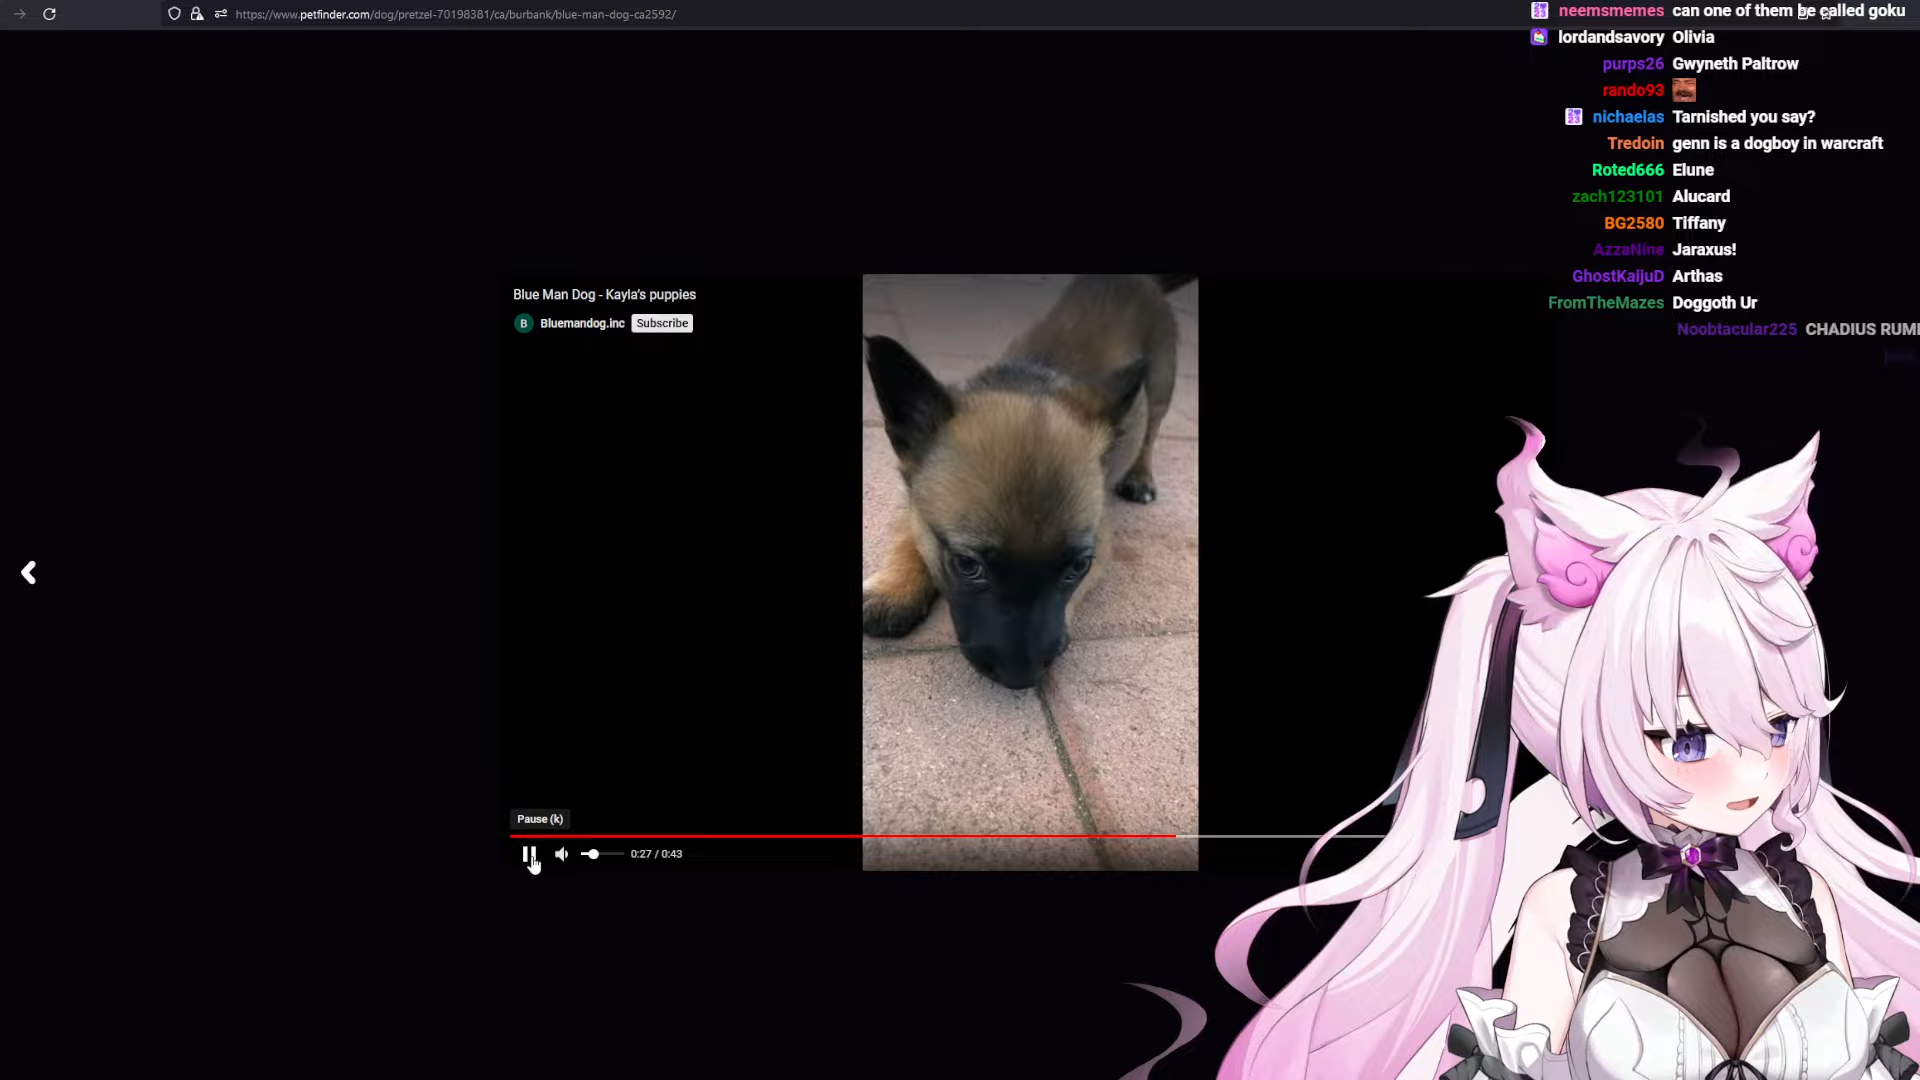 https://www.petfinder.com/dog/pretzel-70198381/ca/burbank/blue-man-dog-ca2592/
neemsmemes can one of them be called goku
lordandsavory Olivia
purps26 Gwyneth Paltrow
rando93
nichaelas Tarnished you say?
Tredoin genn is a dogboy in warcraft
Roted666 Elune
zach123101 Alucard
BG2580 Tiffany
AzzaNine Jaraxus!
GhostKaijuD Arthas
FromTheMazes Doggoth Ur
Noobtacular225 CHADIUS RUM
Blue Man Dog - Kayla's puppies
B Bluemandog.inc Subscribe
Pause (k)
0:27 / 0:43